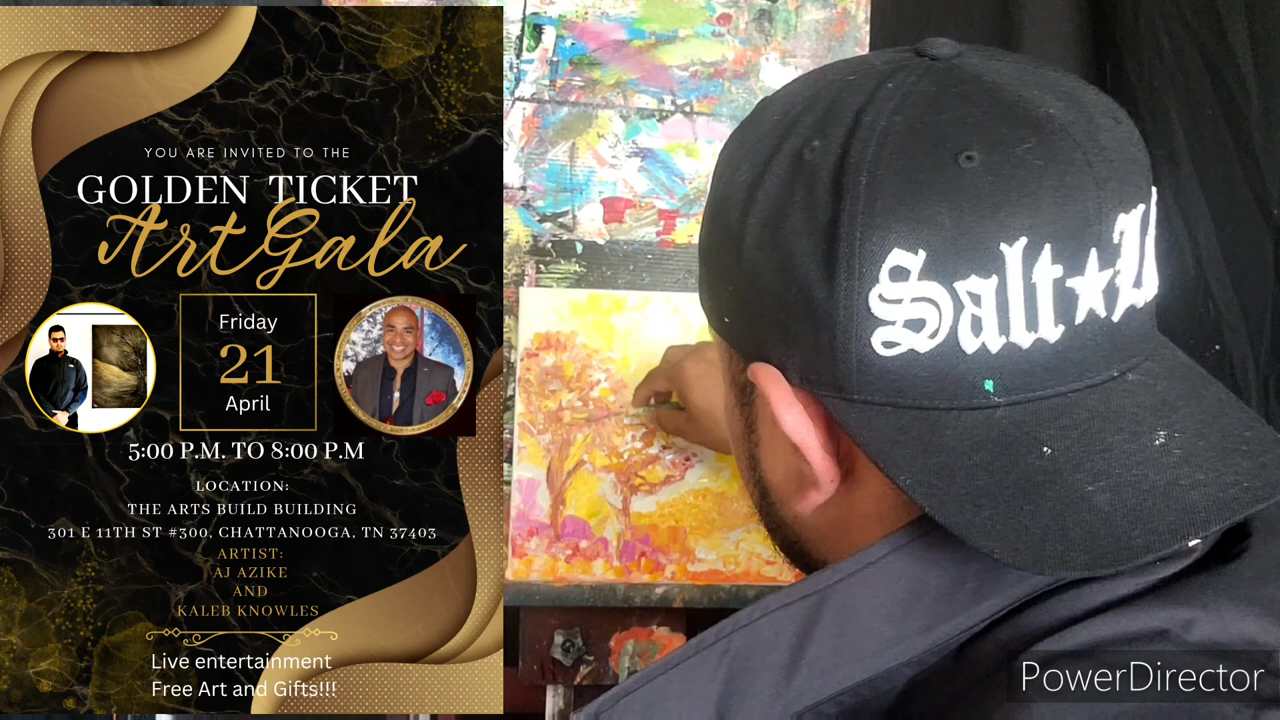 YOU ARE INVITED TO THE
GOLDEN TICKET
Art Gala
Friday
21
April
5:00 P.M. TO 8:00 P.M
LOCATION:
THE ARTS BUILD BUILDING
301 E 11TH ST #300, CHATTANOOGA, TN 37403
ARTIST:
AJ AZIKE
AND
KALEB KNOWLES
Live entertainment
Free Art and Gifts!!!
Salt★
PowerDirector